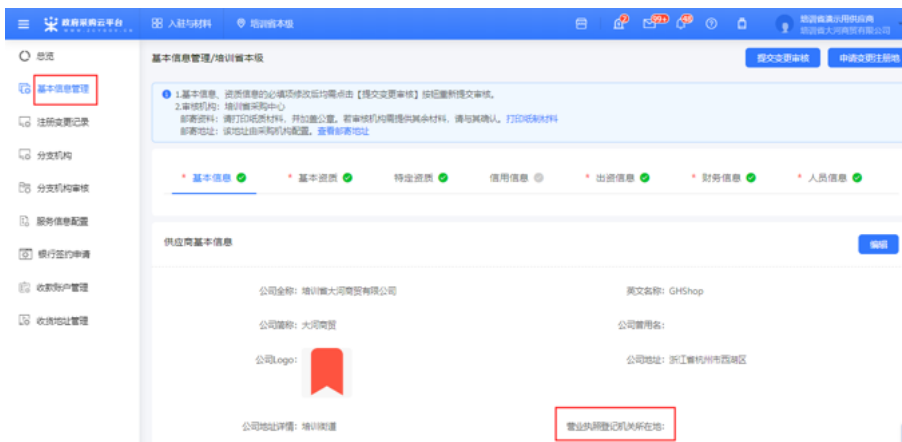 政府采购云平台
入驻与材料
培训省本级
培训省演示用供应商
培训省大河商贸有限公司
总览
基本信息管理
注册变更记录
分支机构
分支机构审核
服务信息配置
银行签约申请
收款账户管理
收货地址管理
基本信息管理/培训省本级
提交变更审核
申请变更注册地
1.基本信息、资质信息的必填项修改后均需点击【提交变更审核】按钮重新提交审核。
2.审核机构：培训省采购中心
邮寄资料：请打印纸质材料，并加盖公章。若审核机构需提供其余材料，请与其确认。打印纸制材料
邮寄地址：该地址由采购机构配置。查看邮寄地址
* 基本信息
* 基本资质
特定资质
信用信息
* 出资信息
* 财务信息
* 人员信息
供应商基本信息
编辑
公司全称：培训省大河商贸有限公司
英文名称：GHShop
公司简称：大河商贸
公司曾用名：
公司Logo：
公司地址：浙江省杭州市西湖区
公司地址详情：培训街道
营业执照登记机关所在地：